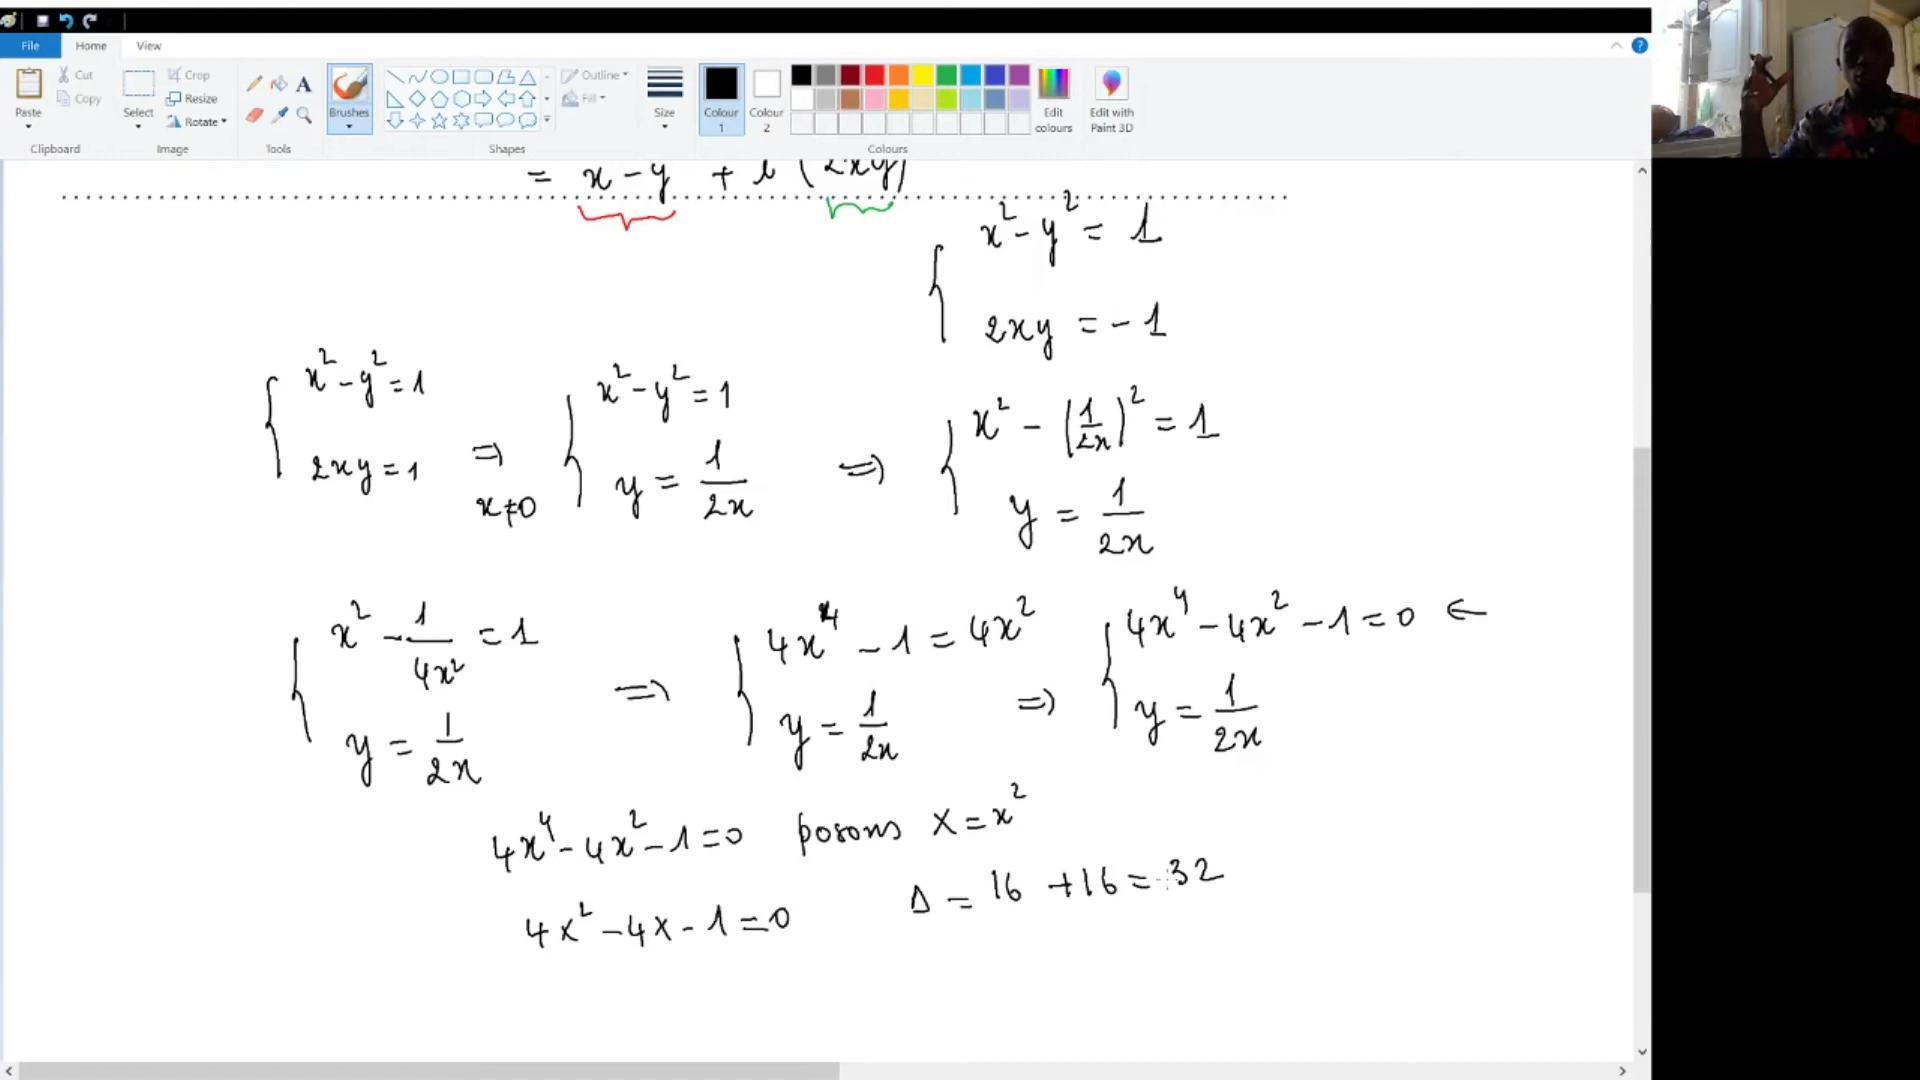 File Home View
Paste Cut Copy Clipboard
Select Crop Resize Rotate Image
A Tools
Brushes
Shapes Outline Fill
Size
Colour 1 Colour 2 Edit colours Edit with Paint 3D
Colours
= x - y + i (2xy)
x² - y² = 1
2xy = -1
x² - y² = 1
2xy = 1
⇒
x≠0
x² - y² = 1
y = 1/2x
⇒
x² - (1/2x)² = 1
y = 1/2x
x² - 1/4x² = 1
y = 1/2x
⇒
4x⁴ - 1 = 4x²
y = 1/2x
⇒
4x⁴ - 4x² - 1 = 0 ←
y = 1/2x
4x⁴ - 4x² - 1 = 0 posons X = x²
4X² - 4X - 1 = 0 Δ = 16 + 16 = 32